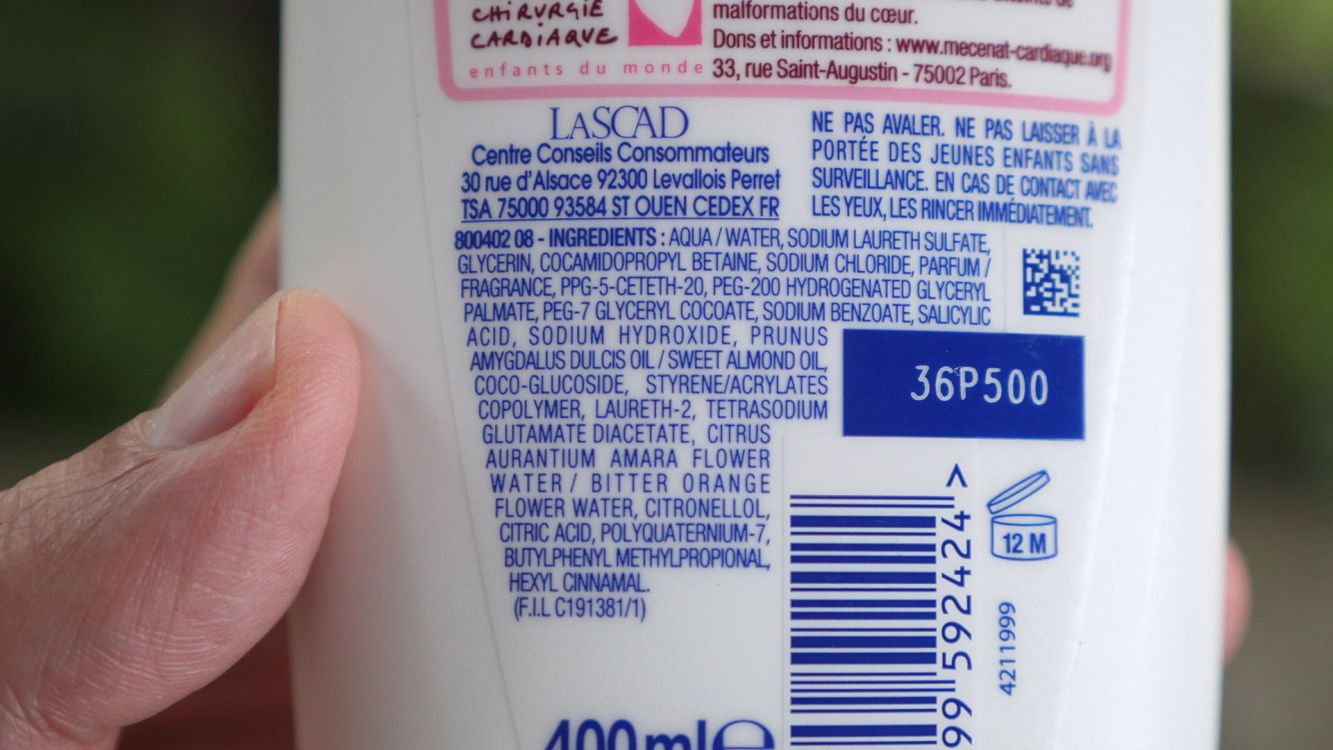 CHIRURGIE
CARDIAQUE
enfants du monde
malformations du cœur.
Dons et informations : www.mecenat-cardiaque.org
33, rue Saint-Augustin - 75002 Paris.
LASCAD
Centre Conseils Consommateurs
30 rue d'Alsace 92300 Levallois Perret
TSA 75000 93584 ST OUEN CEDEX FR
NE PAS AVALER. NE PAS LAISSER À LA
PORTÉE DES JEUNES ENFANTS SANS
SURVEILLANCE. EN CAS DE CONTACT AVEC
LES YEUX, LES RINCER IMMÉDIATEMENT.
800402 08 - INGREDIENTS : AQUA / WATER, SODIUM LAURETH SULFATE,
GLYCERIN, COCAMIDOPROPYL BETAINE, SODIUM CHLORIDE, PARFUM /
FRAGRANCE, PPG-5-CETETH-20, PEG-200 HYDROGENATED GLYCERYL
PALMATE, PEG-7 GLYCERYL COCOATE, SODIUM BENZOATE, SALICYLIC
ACID, SODIUM HYDROXIDE, PRUNUS
AMYGDALUS DULCIS OIL / SWEET ALMOND OIL,
COCO-GLUCOSIDE, STYRENE/ACRYLATES
COPOLYMER, LAURETH-2, TETRASODIUM
GLUTAMATE DIACETATE, CITRUS
AURANTIUM AMARA FLOWER
WATER / BITTER ORANGE
FLOWER WATER, CITRONELLOL,
CITRIC ACID, POLYQUATERNIUM-7,
BUTYLPHENYL METHYLPROPIONAL,
HEXYL CINNAMAL.
(F.I.L C191381/1)
36P500
12 M
99 592424 >
4211999
400 ml e